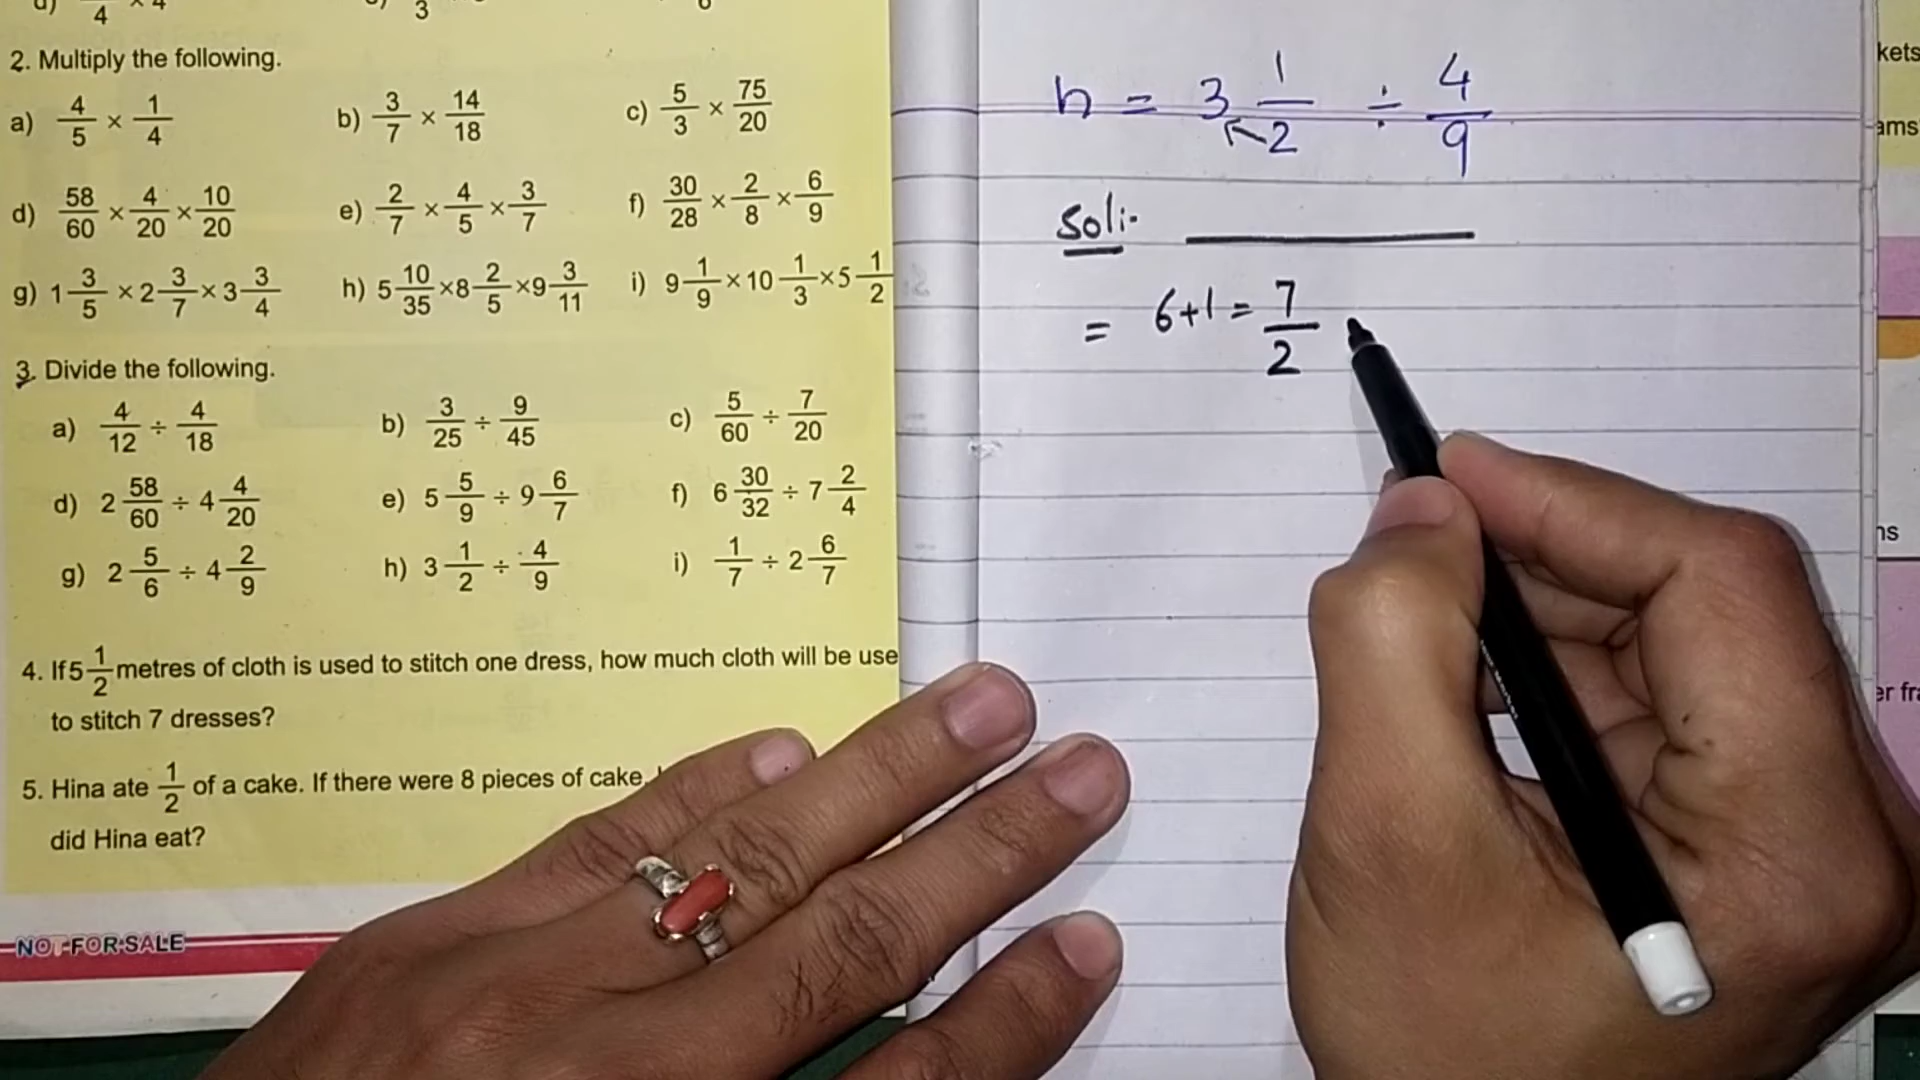 4 × 4
3
2. Multiply the following.
a) 4/5 × 1/4 b) 3/7 × 14/18 c) 5/3 × 75/20
d) 58/60 × 4/20 × 10/20 e) 2/7 × 4/5 × 3/7 f) 30/28 × 2/8 × 6/9
g) 1 3/5 × 2 3/7 × 3 3/4 h) 5 10/35 × 8 2/5 × 9 3/11 i) 9 1/9 × 10 1/3 × 5 1/2
3. Divide the following.
a) 4/12 ÷ 4/18 b) 3/25 ÷ 9/45 c) 5/60 ÷ 7/20
d) 2 58/60 ÷ 4 4/20 e) 5 5/9 ÷ 9 6/7 f) 6 30/32 ÷ 7 2/4
g) 2 5/6 ÷ 4 2/9 h) 3 1/2 ÷ 4/9 i) 1/7 ÷ 2 6/7
4. If 5 1/2 metres of cloth is used to stitch one dress, how much cloth will be use
to stitch 7 dresses?
5. Hina ate 1/2 of a cake. If there were 8 pieces of cake,
did Hina eat?
NOT FOR SALE
h = 3 1/2 ÷ 4/9
Sol:-
= 6+1 = 7/2
kets
ams
ns
er fra